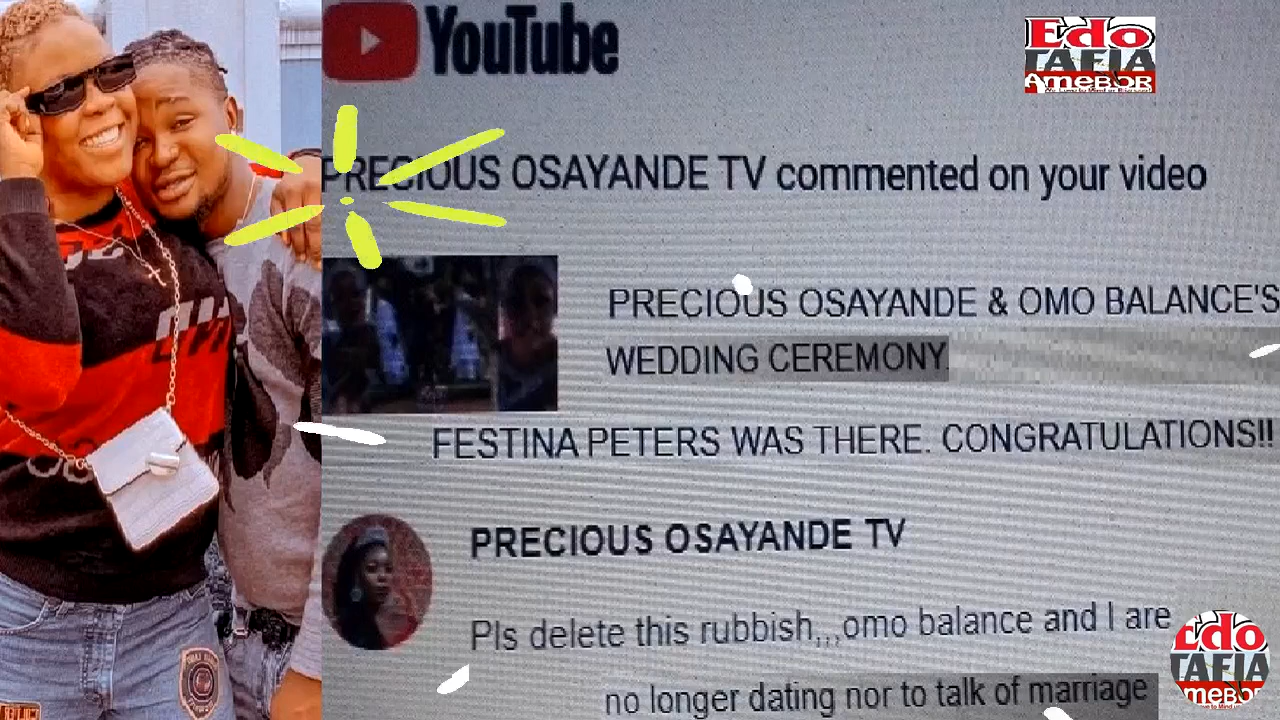 YouTube
Edo
TAFIA
AMEBOR
PRECIOUS OSAYANDE TV commented on your video
PRECIOUS OSAYANDE & OMO BALANCE'S
WEDDING CEREMONY.
FESTINA PETERS WAS THERE. CONGRATULATIONS!!
PRECIOUS OSAYANDE TV
Pls delete this rubbish,,,,omo balance and I are
no longer dating nor to talk of marriage
Edo
TAFIA